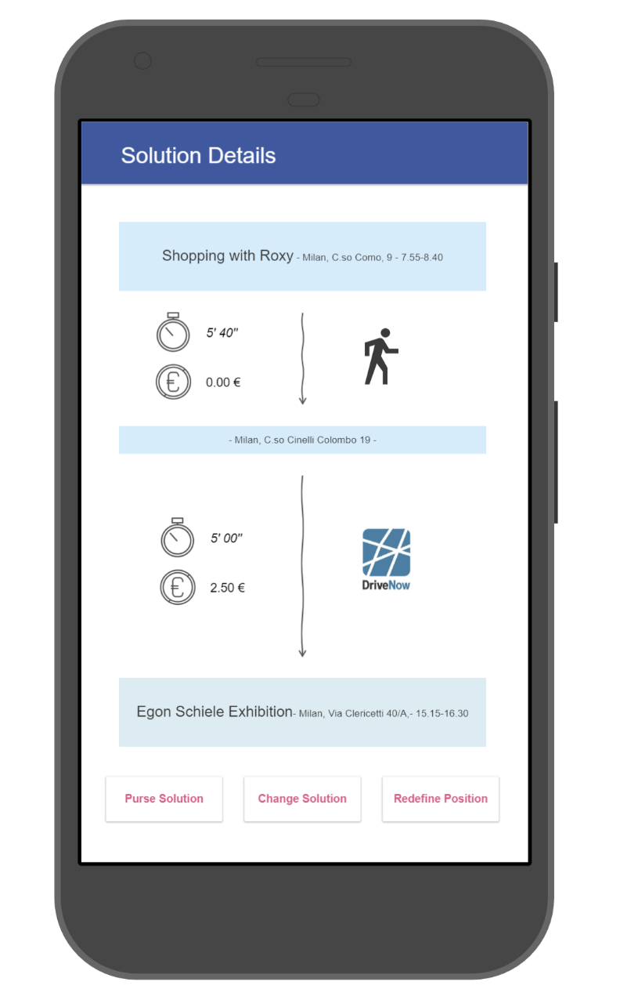 Solution Details
Shopping with Roxy - Milan, C.so Como, 9 - 7.55-8.40
5' 40"
0.00 €
- Milan, C.so Cinelli Colombo 19 -
5' 00"
2.50 €
DriveNow
Egon Schiele Exhibition- Milan, Via Clericetti 40/A,- 15.15-16.30
Purse Solution Change Solution Redefine Position